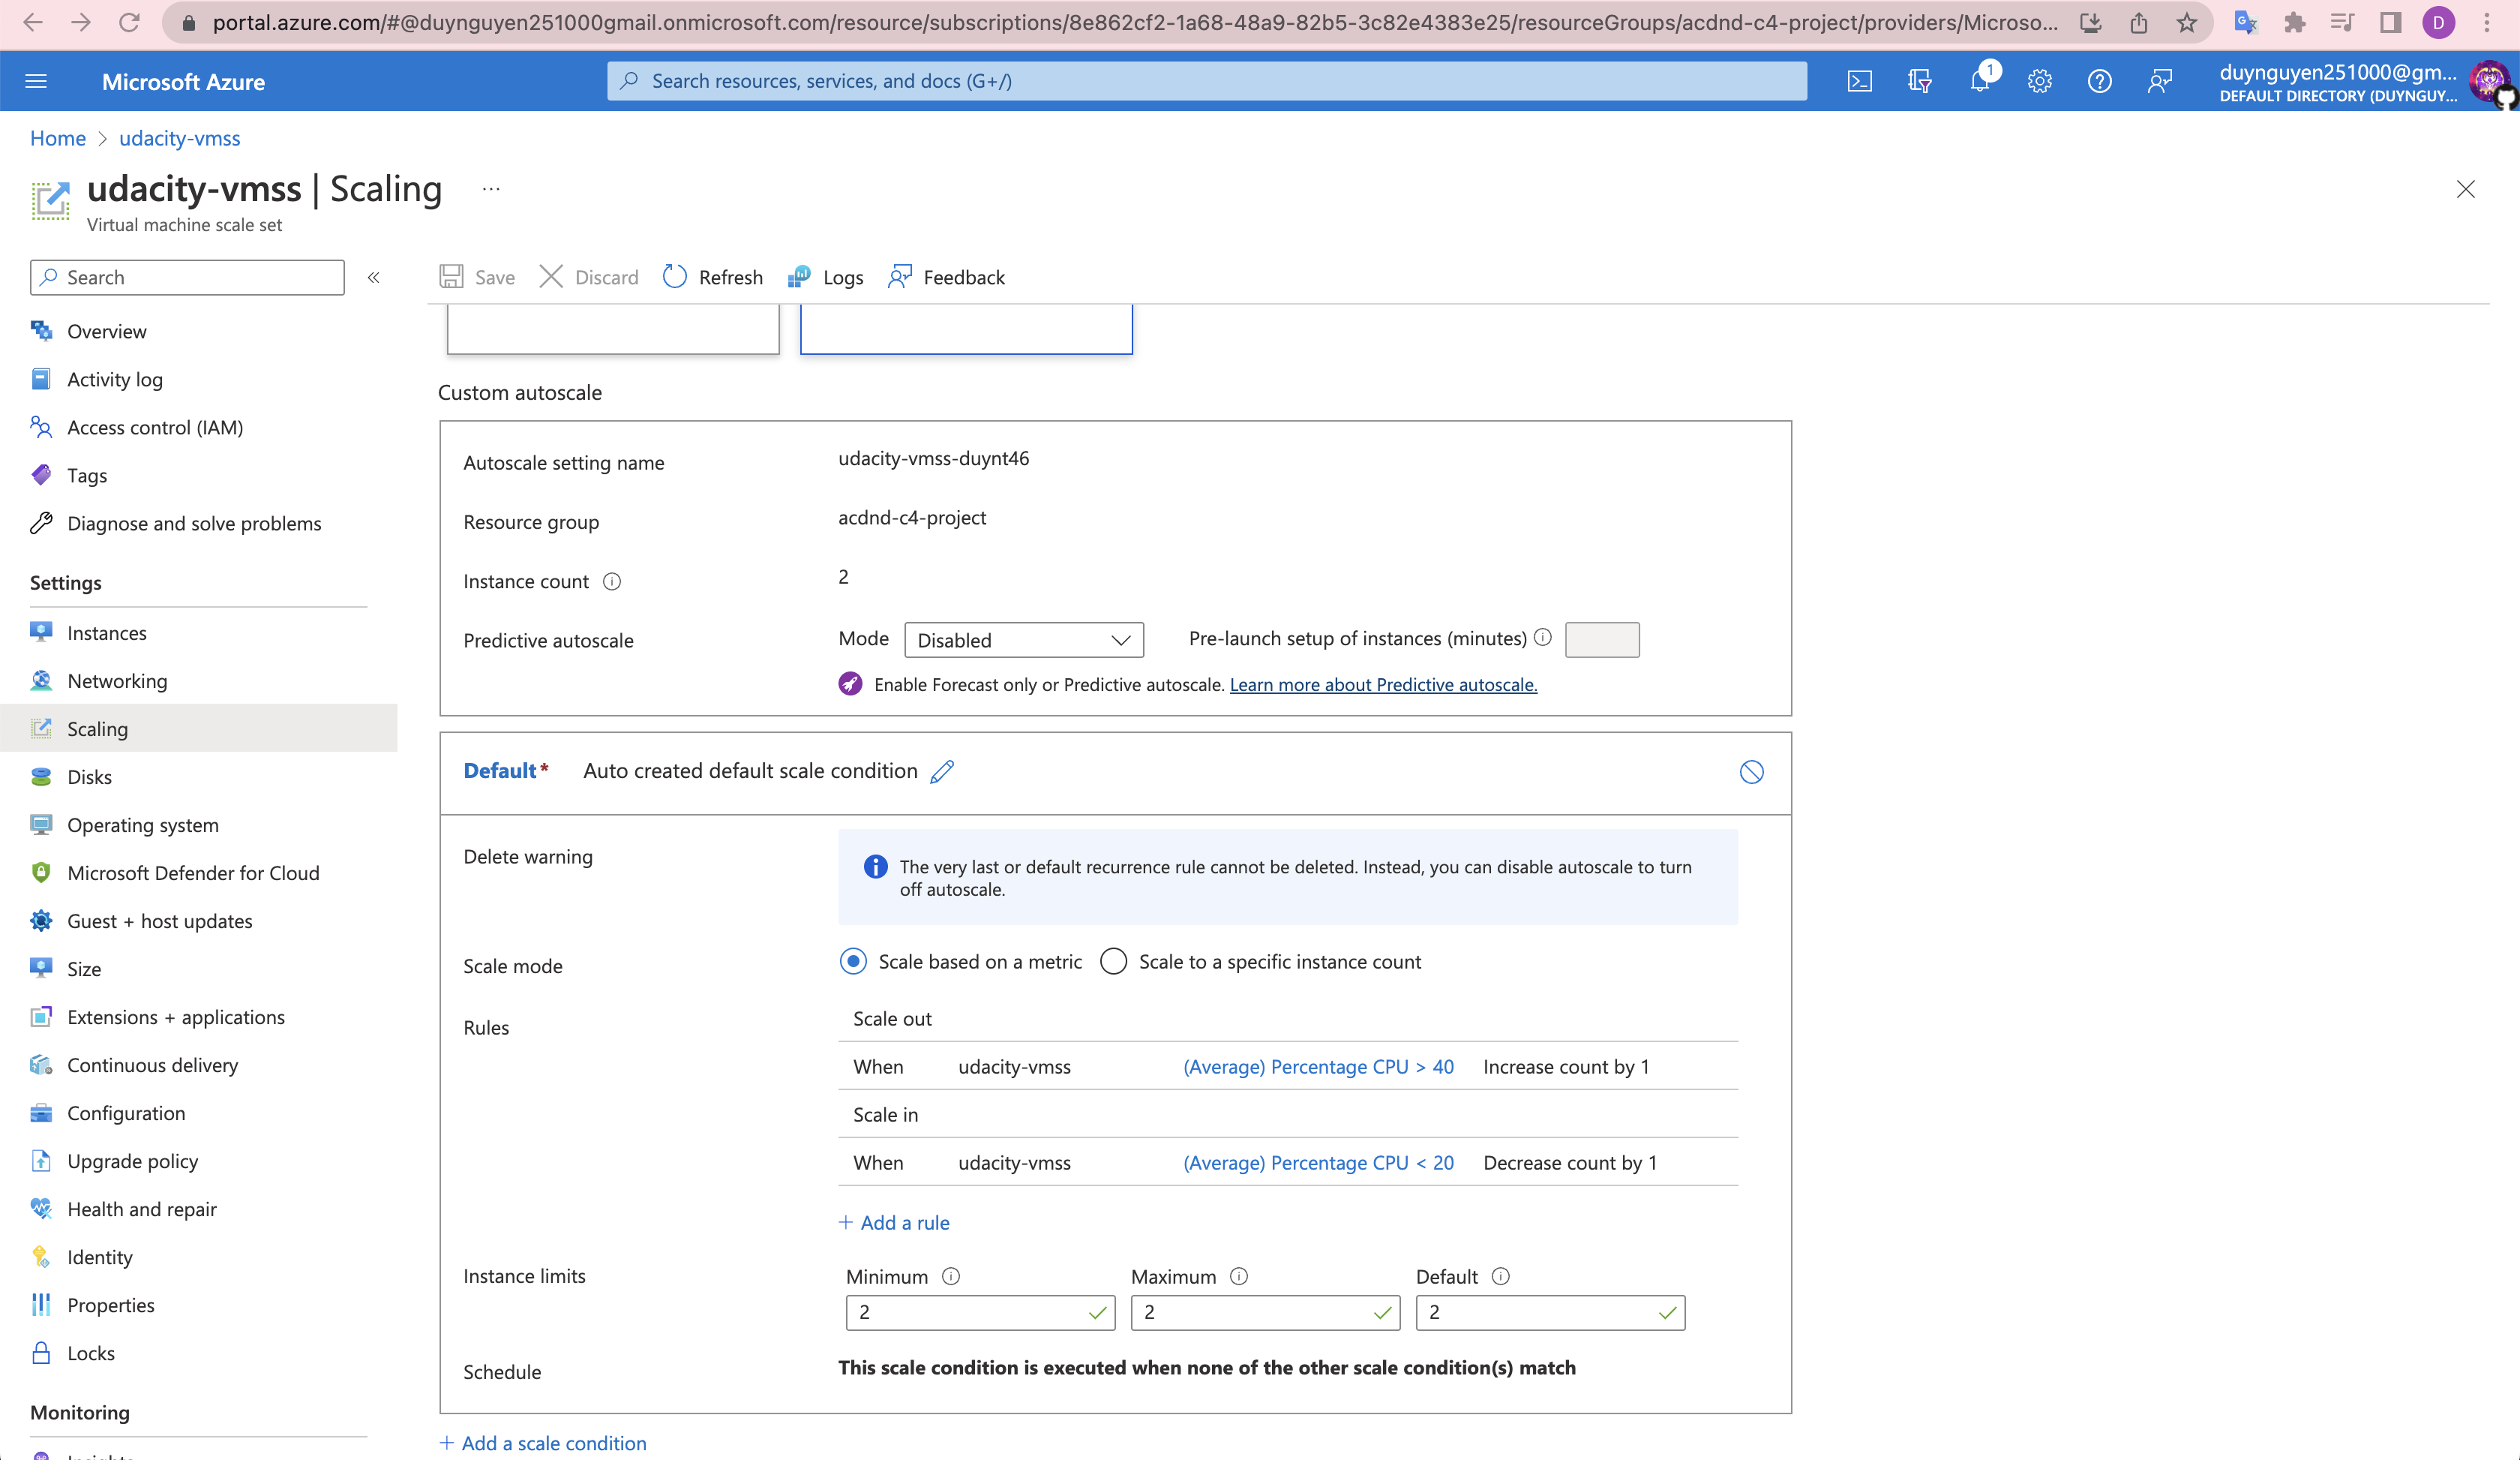 portal.azure.com/#@duynguyen251000gmail.onmicrosoft.com/resource/subscriptions/8e862cf2-1a68-48a9-82b5-3c82e4383e25/resourceGroups/acdnd-c4-project/providers/Microso...
D
Microsoft Azure
Search resources, services, and docs (G+/)
1
duynguyen251000@gm...
DEFAULT DIRECTORY (DUYNGUY...
Home > udacity-vmss
udacity-vmss | Scaling ...
Virtual machine scale set
Search
Save
Discard
Refresh
Logs
Feedback
Overview
Activity log
Access control (IAM)
Tags
Diagnose and solve problems
Settings
Instances
Networking
Scaling
Disks
Operating system
Microsoft Defender for Cloud
Guest + host updates
Size
Extensions + applications
Continuous delivery
Configuration
Upgrade policy
Health and repair
Identity
Properties
Locks
Monitoring
Insights
Custom autoscale
Autoscale setting name udacity-vmss-duynt46
Resource group acdnd-c4-project
Instance count 2
Predictive autoscale Mode Disabled Pre-launch setup of instances (minutes)
Enable Forecast only or Predictive autoscale. Learn more about Predictive autoscale.
Default* Auto created default scale condition
Delete warning
The very last or default recurrence rule cannot be deleted. Instead, you can disable autoscale to turn
off autoscale.
Scale mode Scale based on a metric Scale to a specific instance count
Rules
Scale out
When udacity-vmss (Average) Percentage CPU > 40 Increase count by 1
Scale in
When udacity-vmss (Average) Percentage CPU < 20 Decrease count by 1
+ Add a rule
Instance limits
Minimum Maximum Default
2 2 2
Schedule This scale condition is executed when none of the other scale condition(s) match
+ Add a scale condition